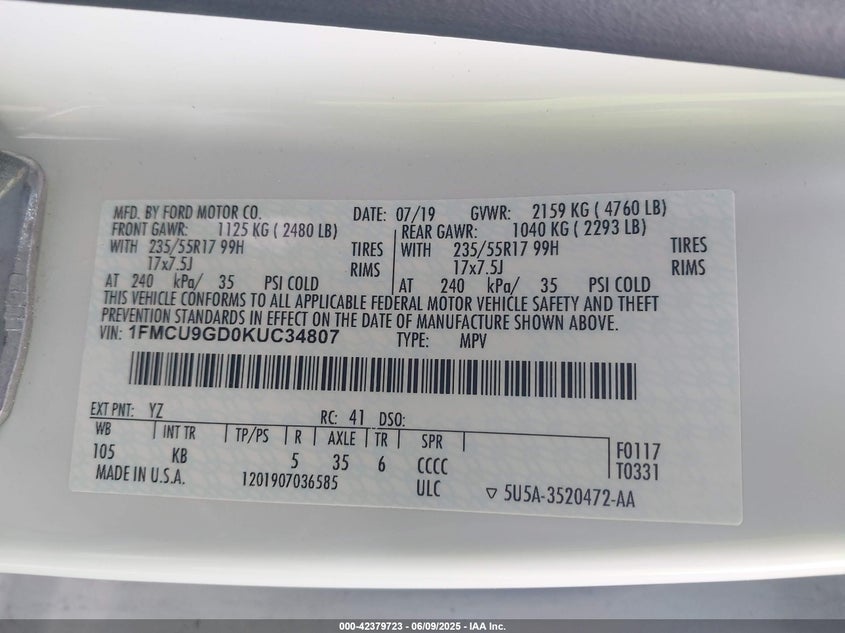 MFD. BY FORD MOTOR CO. DATE: 07/19 GVWR: 2159 KG ( 4760 LB)
FRONT GAWR: 1125 KG ( 2480 LB) REAR GAWR: 1040 KG ( 2293 LB)
WITH 235/55R17 99H TIRES WITH 235/55R17 99H TIRES
17x7.5J RIMS 17x7.5J RIMS
AT 240 kPa/ 35 PSI COLD AT 240 kPa/ 35 PSI COLD
THIS VEHICLE CONFORMS TO ALL APPLICABLE FEDERAL MOTOR VEHICLE SAFETY AND THEFT
PREVENTION STANDARDS IN EFFECT ON THE DATE OF MANUFACTURE SHOWN ABOVE.
VIN: 1FMCU9GD0KUC34807 TYPE: MPV
EXT PNT: YZ RC: 41 DSO:
WB INT TR TP/PS R AXLE TR SPR F0117
105 KB 5 35 6 CCCC T0331
MADE IN U.S.A. 1201907036585 ULC ▽ 5U5A-3520472-AA
000-42379723 | 06/09/2025 | IAA Inc.